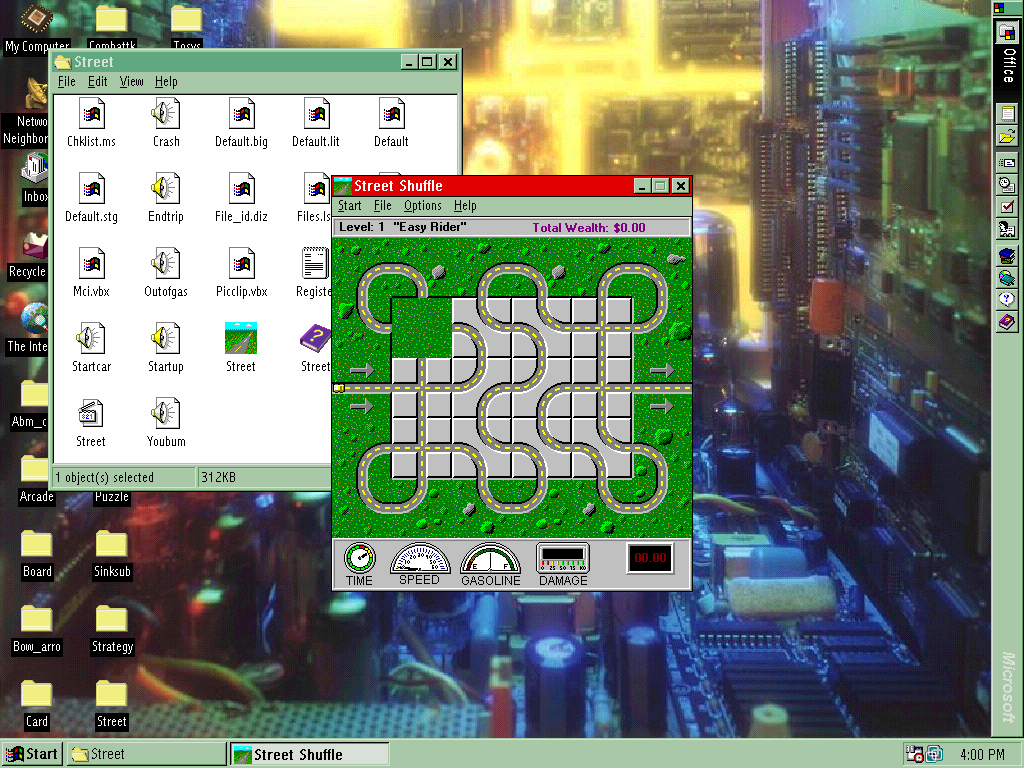 My Computer
Combattk
Tosys
Netwo
Neighbor
Inbox
Recycle
The Inte
Abm_c
Arcade
Puzzle
Board
Sinksub
Bow_arro
Strategy
Card
Street
Street
File Edit View Help
Chklist.ms
Crash
Default.big
Default.lit
Default
Default.stg
Endtrip
File_id.diz
Files.ls
Mci.vbx
Outofgas
Picclip.vbx
Registe
Startcar
Startup
Street
Street
Street
Youbum
1 object(s) selected
312KB
Street Shuffle
Start File Options Help
Level: 1 "Easy Rider"
Total Wealth: $0.00
TIME
SPEED
E F
GASOLINE
0 25 50 75 100
DAMAGE
00.00
Office
Microsoft
Start
Street
Street Shuffle
4:00 PM